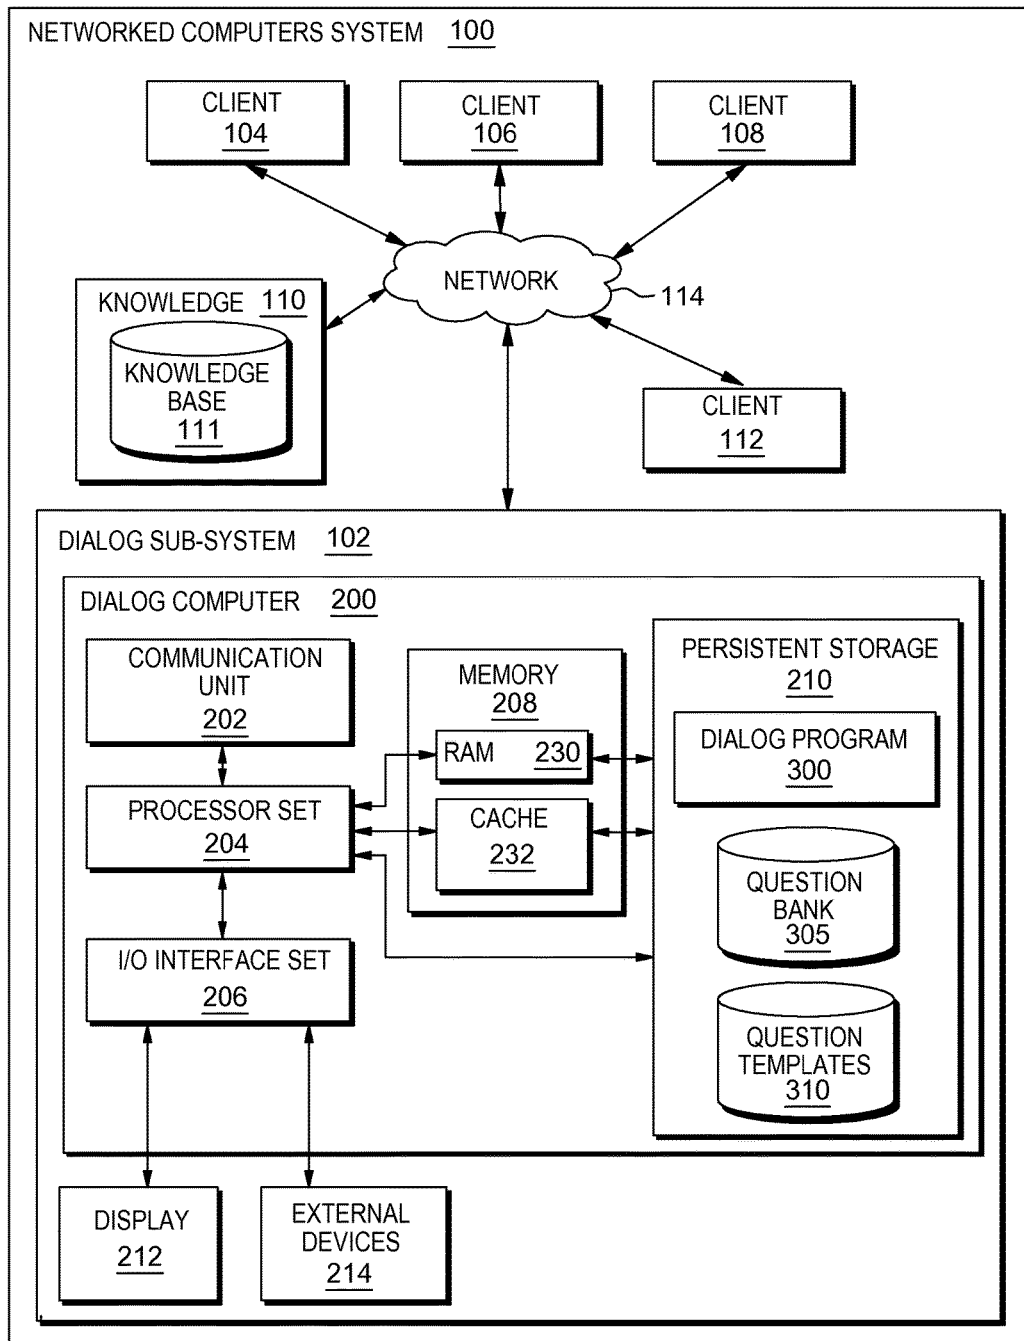 NETWORKED COMPUTERS SYSTEM 100
CLIENT
104
CLIENT
106
CLIENT
108
NETWORK
114
KNOWLEDGE 110
KNOWLEDGE
BASE
111
CLIENT
112
DIALOG SUB-SYSTEM 102
DIALOG COMPUTER 200
COMMUNICATION
UNIT
202
PROCESSOR SET
204
I/O INTERFACE SET
206
MEMORY
208
RAM 230
CACHE
232
PERSISTENT STORAGE
210
DIALOG PROGRAM
300
QUESTION
BANK
305
QUESTION
TEMPLATES
310
DISPLAY
212
EXTERNAL
DEVICES
214